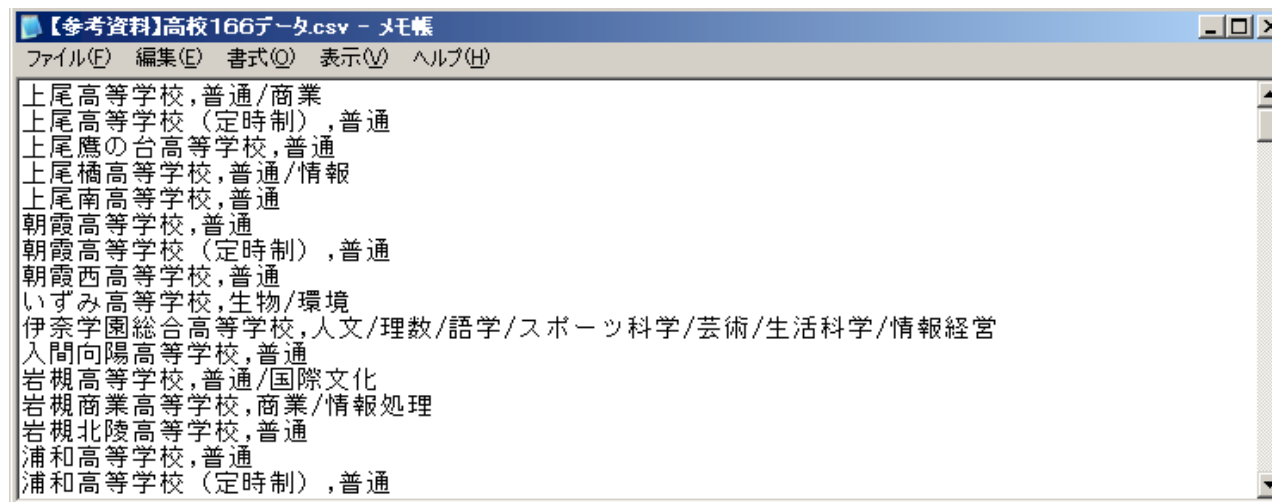 【参考資料】高校166データ.csv - メモ帳
ファイル(F) 編集(E) 書式(O) 表示(V) ヘルプ(H)
上尾高等学校,普通/商業
上尾高等学校（定時制）,普通
上尾鷹の台高等学校,普通
上尾橘高等学校,普通/情報
上尾南高等学校,普通
朝霞高等学校,普通
朝霞高等学校（定時制）,普通
朝霞西高等学校,普通
いずみ高等学校,生物/環境
伊奈学園総合高等学校,人文/理数/語学/スポーツ科学/芸術/生活科学/情報経営
入間向陽高等学校,普通
岩槻高等学校,普通/国際文化
岩槻商業高等学校,商業/情報処理
岩槻北陵高等学校,普通
浦和高等学校,普通
浦和高等学校（定時制）,普通